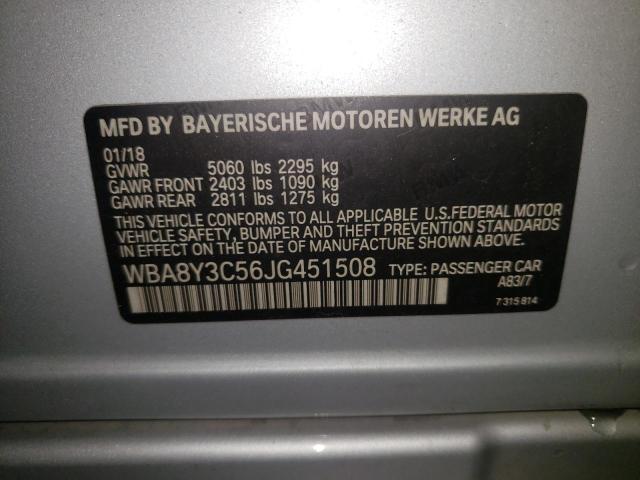 MFD BY BAYERISCHE MOTOREN WERKE AG
01/18
GVWR 5060 lbs 2295 kg
GAWR FRONT 2403 lbs 1090 kg
GAWR REAR 2811 lbs 1275 kg
THIS VEHICLE CONFORMS TO ALL APPLICABLE U.S.FEDERAL MOTOR
VEHICLE SAFETY, BUMPER AND THEFT PREVENTION STANDARDS
IN EFFECT ON THE DATE OF MANUFACTURE SHOWN ABOVE.
WBA8Y3C56JG451508 TYPE: PASSENGER CAR
A83/7
7 315 814